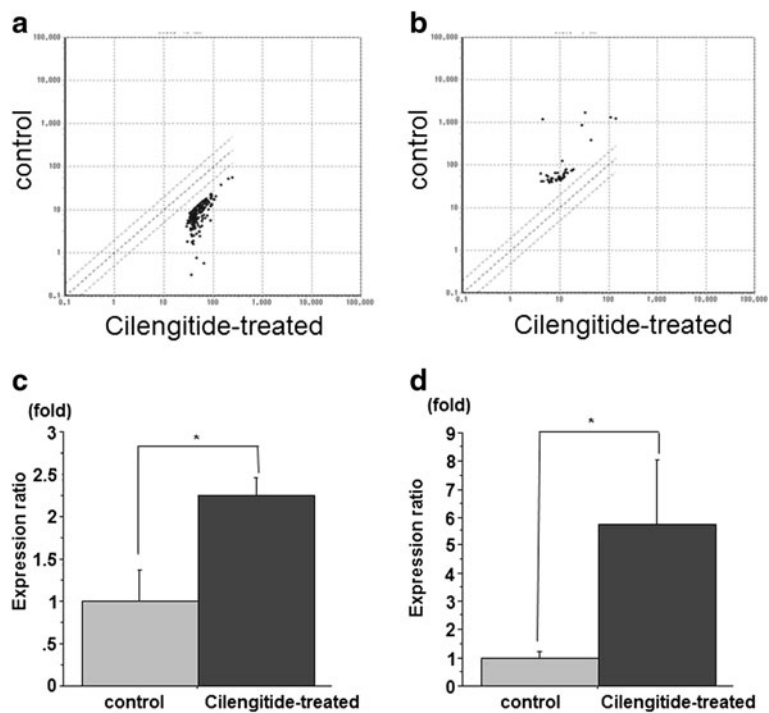 a
100,000
10,000
1,000
100
10
1
0.1
0.1 1 10 100 1,000 10,000 100,000
control
Cilengitide-treated
b
100,000
10,000
1,000
100
10
1
0.1
0.1 1 10 100 1,000 10,000 100,000
control
Cilengitide-treated
c
(fold)
3
2.5
2
1.5
1
.5
0
Expression ratio
*
control Cilengitide-treated
d
(fold)
9
8
7
6
5
4
3
2
1
0
Expression ratio
*
control Cilengitide-treated